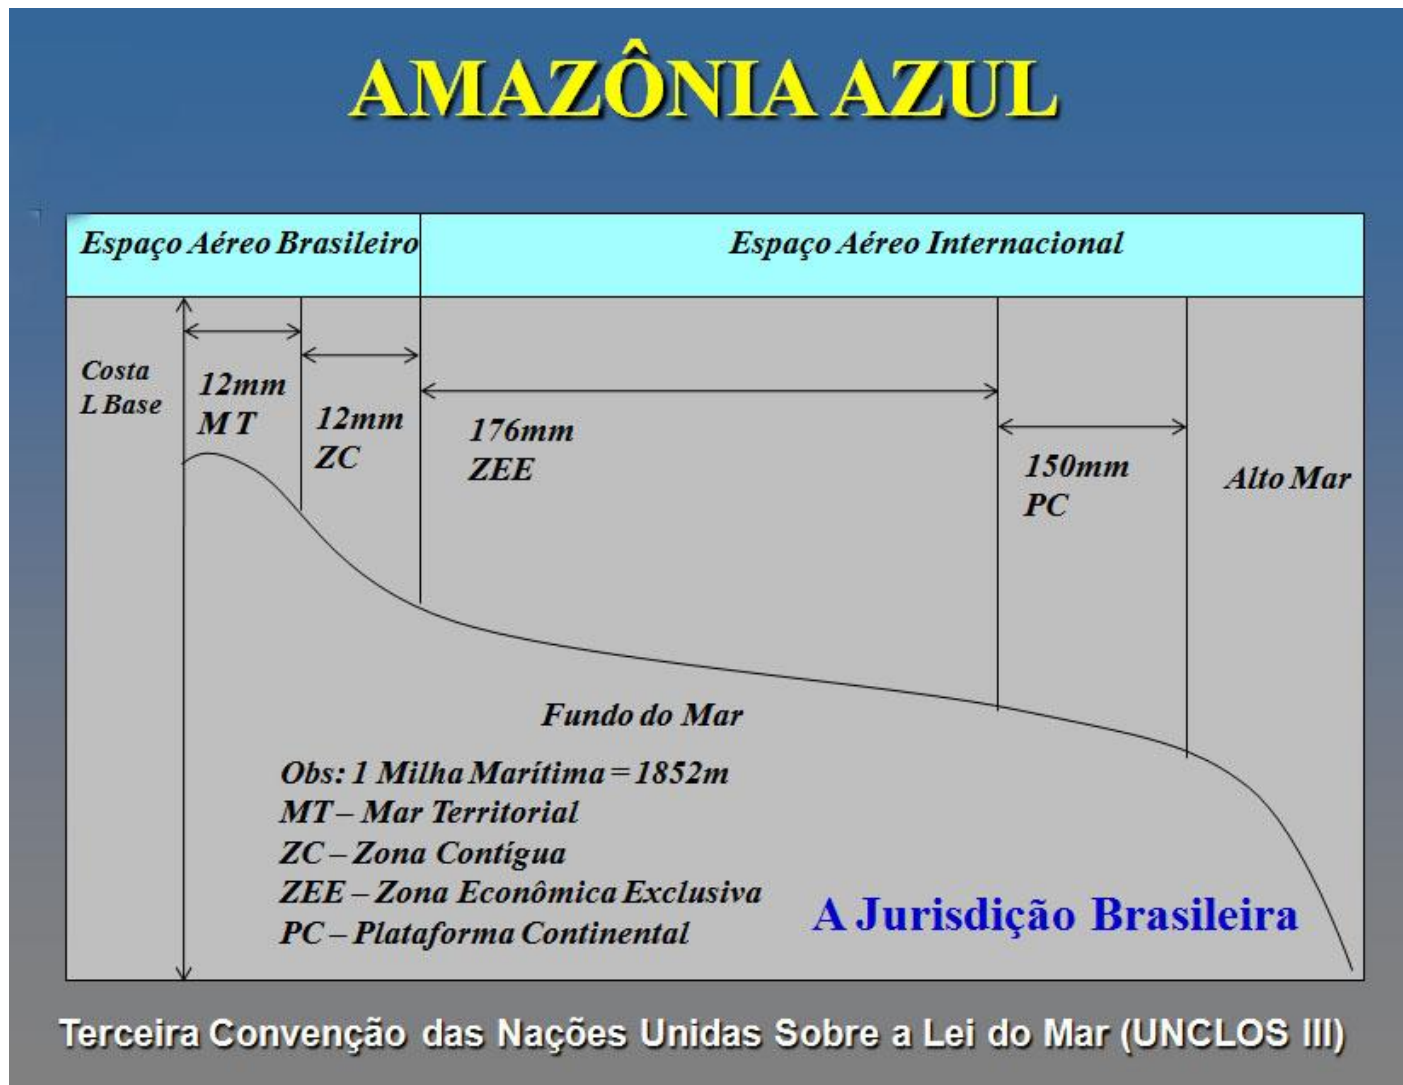 AMAZÔNIA AZUL
Espaço Aéreo Brasileiro
Espaço Aéreo Internacional
Costa
L Base
12mm
M T
12mm
ZC
176mm
ZEE
150mm
PC
Alto Mar
Fundo do Mar
Obs: 1 Milha Marítima = 1852m
MT – Mar Territorial
ZC – Zona Contígua
ZEE – Zona Econômica Exclusiva
PC – Plataforma Continental
A Jurisdição Brasileira
Terceira Convenção das Nações Unidas Sobre a Lei do Mar (UNCLOS III)